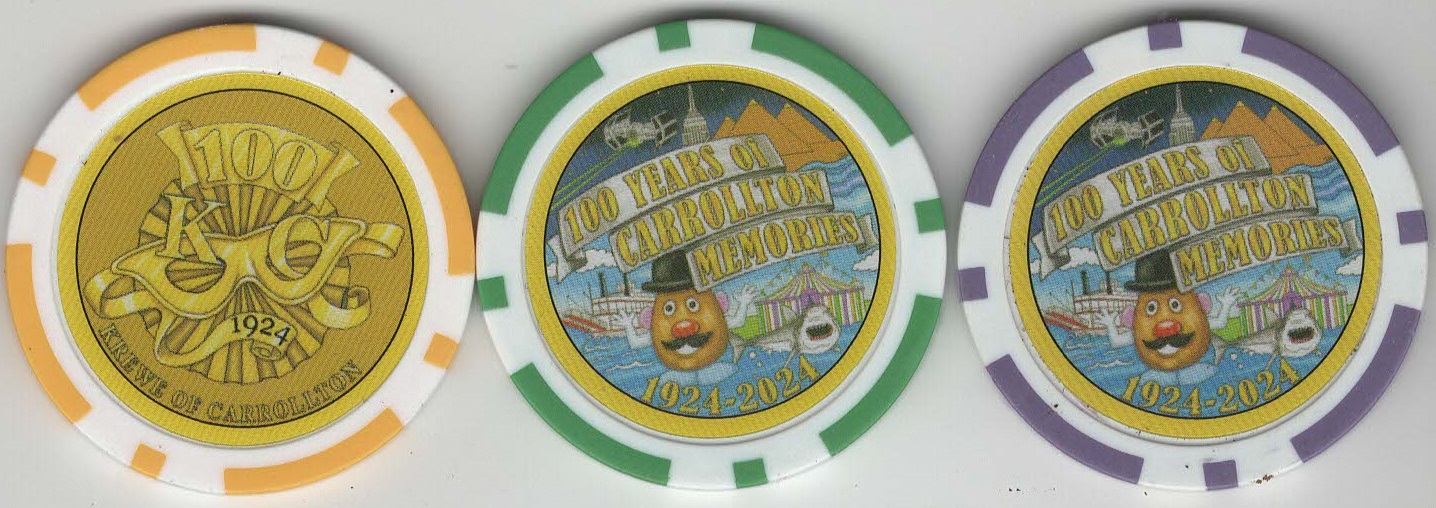 100
K C
1924
KREWE OF CARROLLTON
100 YEARS Of
CARROLLTON
MEMORIES
1924-2024
100 YEARS Of
CARROLLTON
MEMORIES
1924-2024